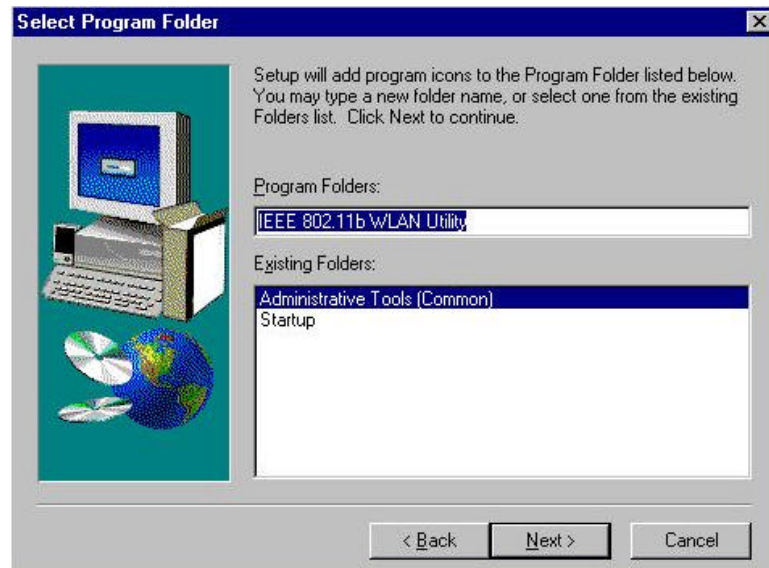 Select Program Folder
Setup will add program icons to the Program Folder listed below.
You may type a new folder name, or select one from the existing
Folders list. Click Next to continue.
Program Folders:
IEEE 802.11b WLAN Utility
Existing Folders:
Administrative Tools (Common)
Startup
< Back Next > Cancel